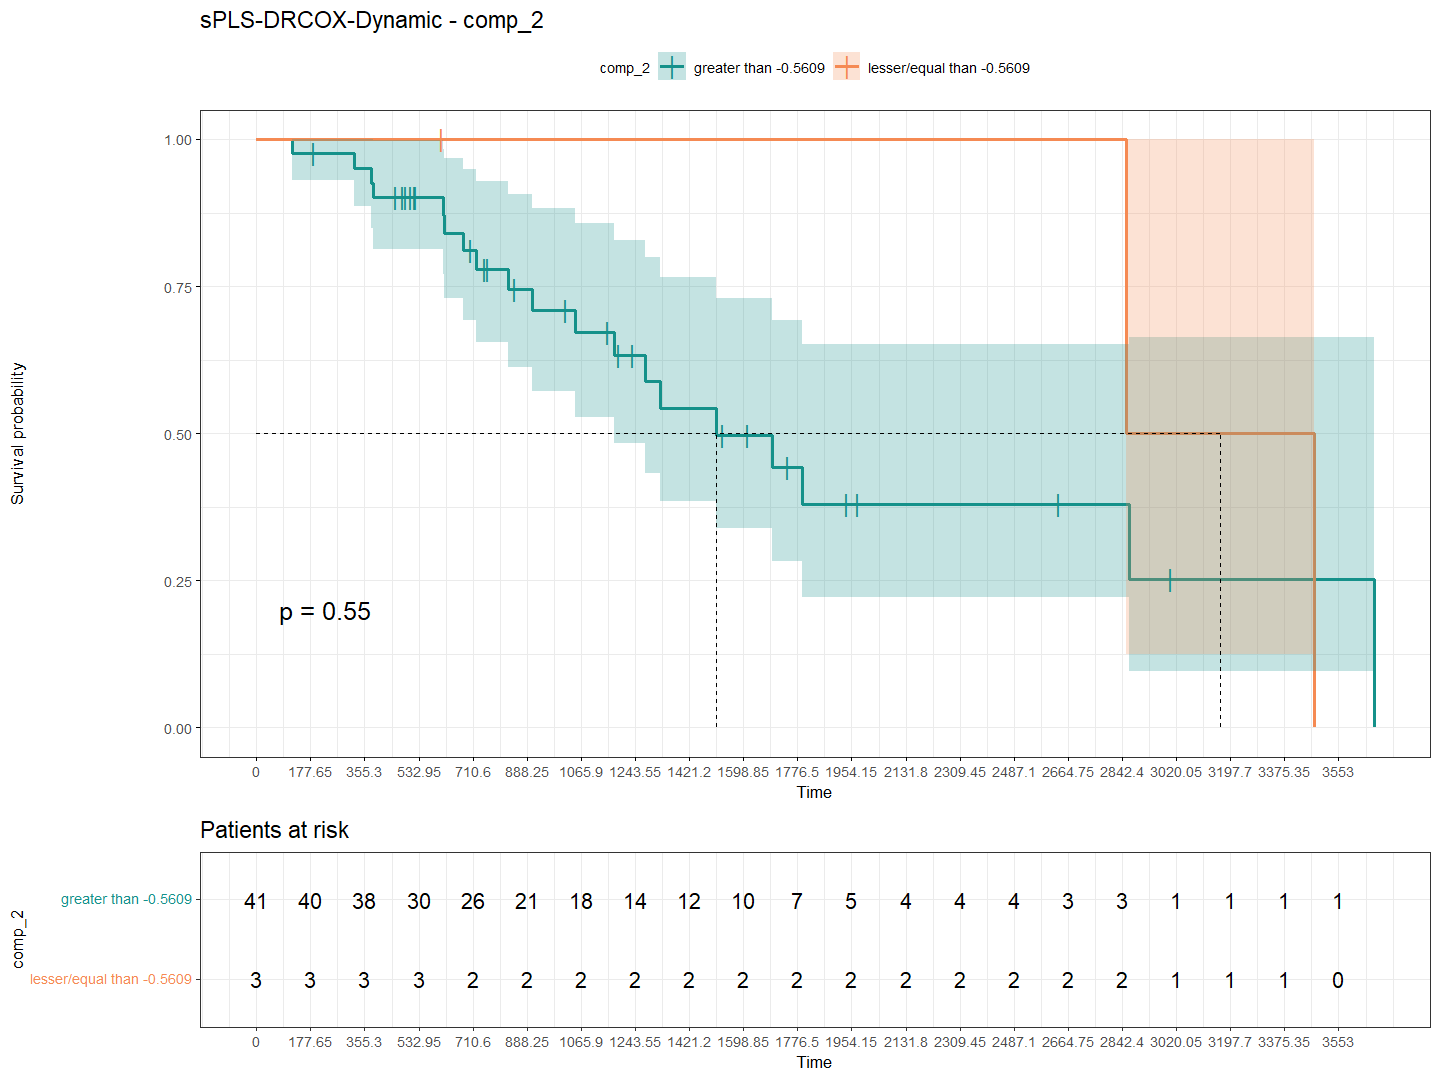 sPLS-DRCOX-Dynamic - comp_2
comp_2 greater than -0.5609 lesser/equal than -0.5609
Survival probability
1.00
0.75
0.50
0.25
0.00
p = 0.55
0 177.65 355.3 532.95 710.6 888.25 1065.9 1243.55 1421.2 1598.85 1776.5 1954.15 2131.8 2309.45 2487.1 2664.75 2842.4 3020.05 3197.7 3375.35 3553
Time
Patients at risk
comp_2
greater than -0.5609 41 40 38 30 26 21 18 14 12 10 7 5 4 4 4 3 3 1 1 1 1
lesser/equal than -0.5609 3 3 3 3 2 2 2 2 2 2 2 2 2 2 2 2 2 1 1 1 0
0 177.65 355.3 532.95 710.6 888.25 1065.9 1243.55 1421.2 1598.85 1776.5 1954.15 2131.8 2309.45 2487.1 2664.75 2842.4 3020.05 3197.7 3375.35 3553
Time